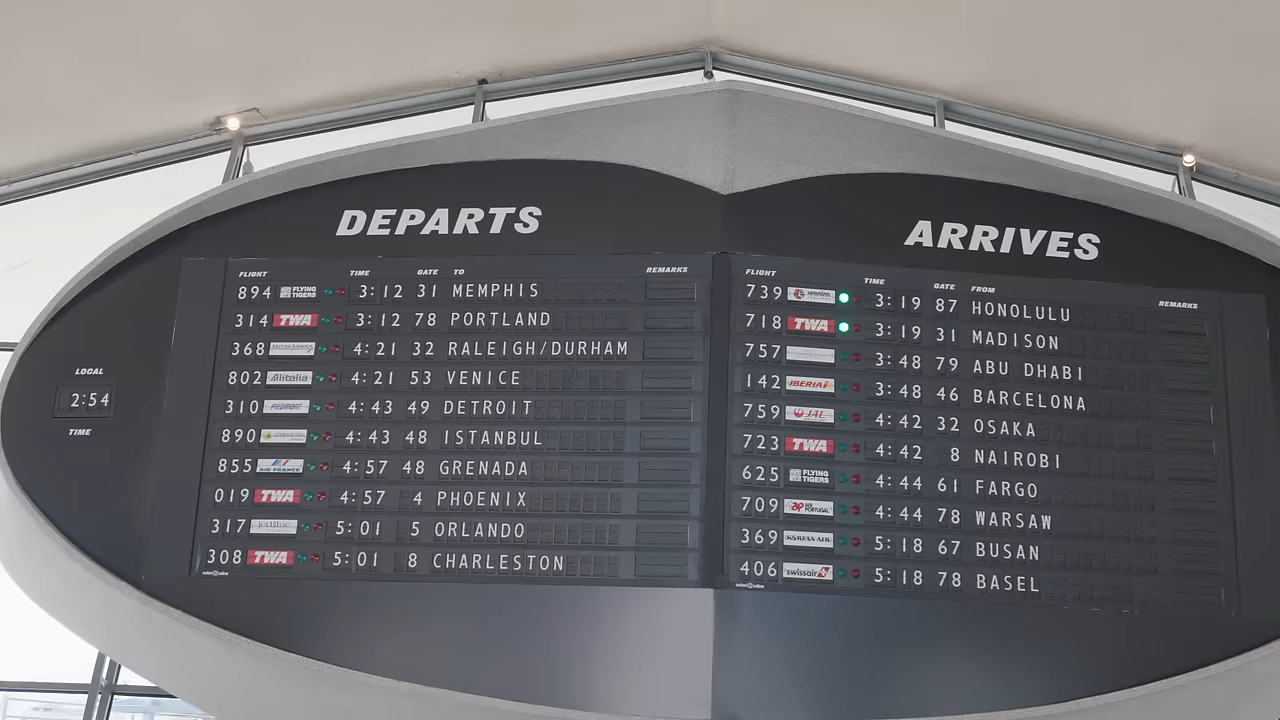 DEPARTS
FLIGHT TIME GATE TO REMARKS
894 FLYING TIGERS 3:12 31 MEMPHIS
314 TWA 3:12 78 PORTLAND
368 BRITISH AIRWAYS 4:21 32 RALEIGH/DURHAM
802 Alitalia 4:21 53 VENICE
310 PIEDMONT 4:43 49 DETROIT
890 4:43 48 ISTANBUL
855 AIR FRANCE 4:57 48 GRENADA
019 TWA 4:57 4 PHOENIX
317 jetBlue 5:01 5 ORLANDO
308 TWA 5:01 8 CHARLESTON
LOCAL
2:54
TIME
ARRIVES
FLIGHT TIME GATE FROM REMARKS
739 3:19 87 HONOLULU
718 TWA 3:19 31 MADISON
757 3:48 79 ABU DHABI
142 IBERIA 3:48 46 BARCELONA
759 JAL 4:42 32 OSAKA
723 TWA 4:42 8 NAIROBI
625 FLYING TIGERS 4:44 61 FARGO
709 AIR PORTUGAL 4:44 78 WARSAW
369 KOREAN AIR 5:18 67 BUSAN
406 swissair 5:18 78 BASEL